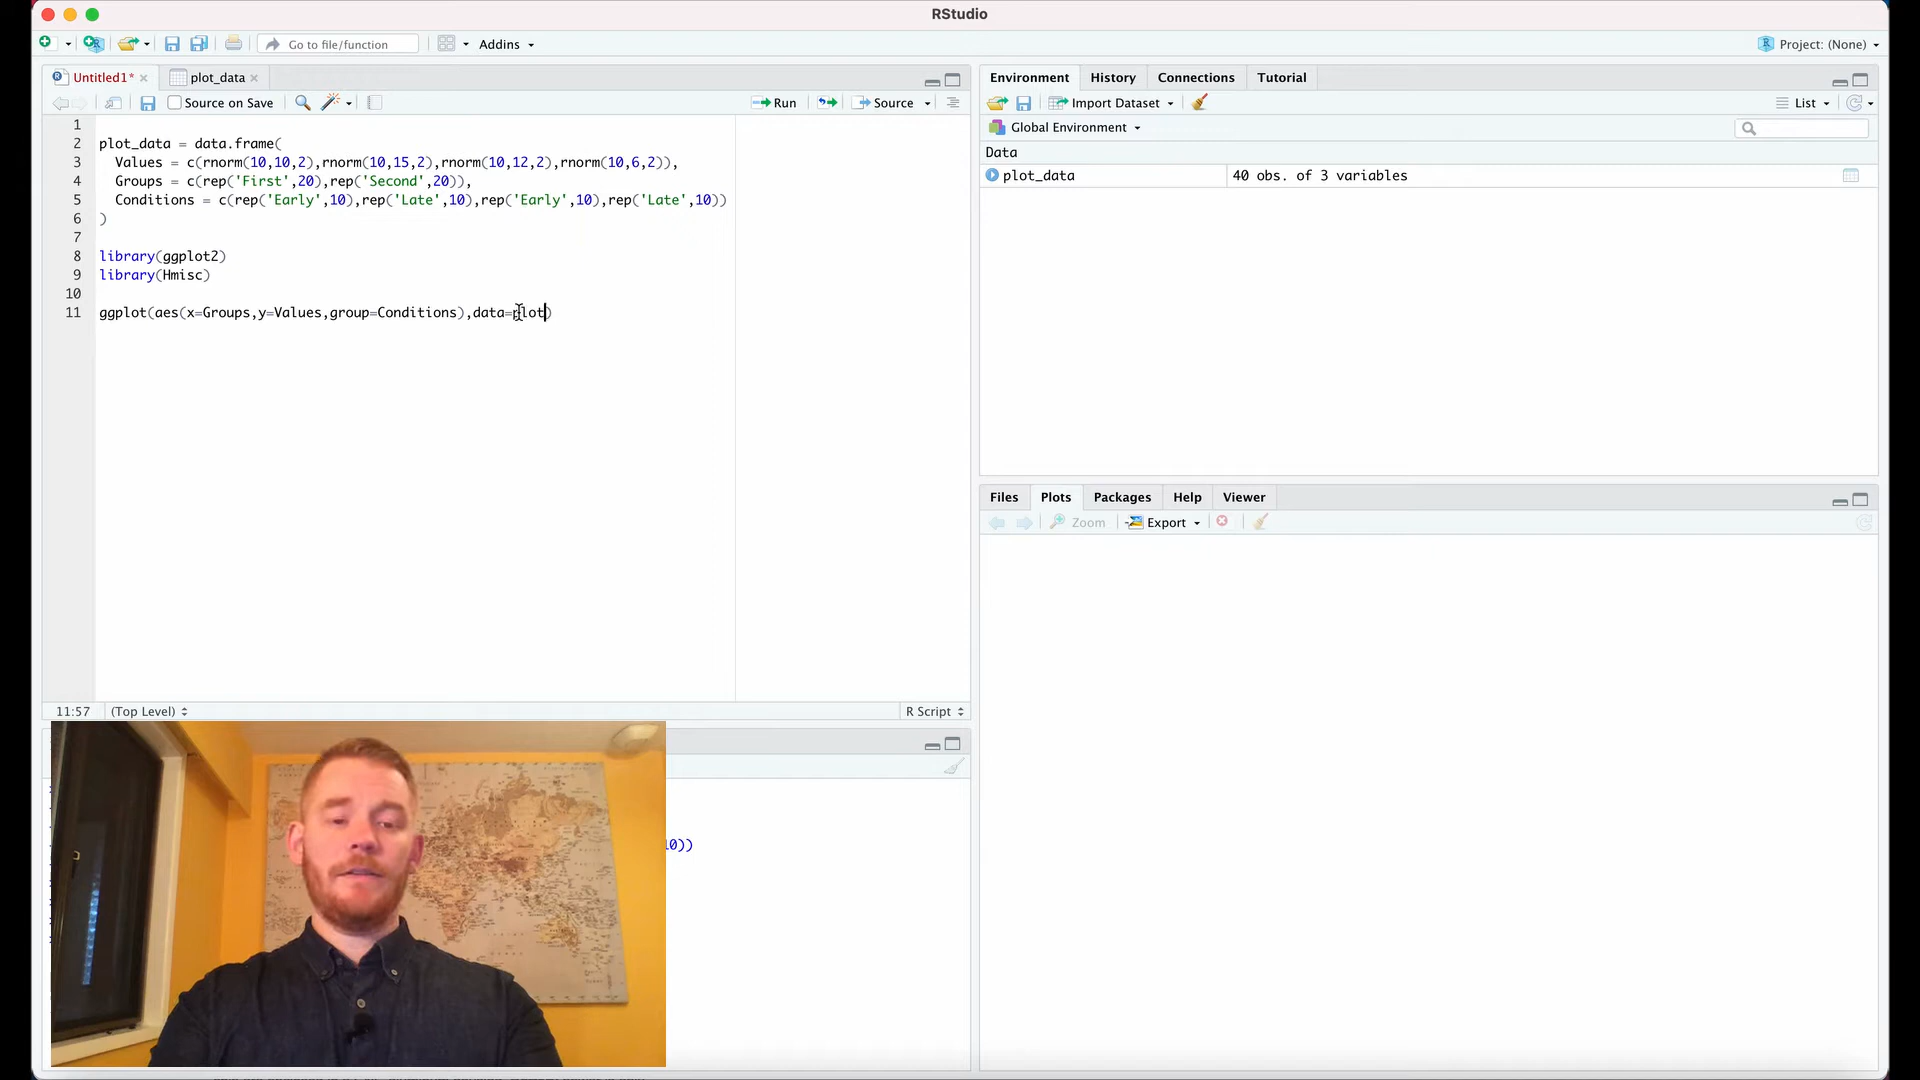 RStudio
Go to file/function
Addins
Project: (None)
Untitled1*
plot_data
Source on Save
Run
Source
1
2 plot_data = data.frame(
3 Values = c(rnorm(10,10,2),rnorm(10,15,2),rnorm(10,12,2),rnorm(10,6,2)),
4 Groups = c(rep('First',20),rep('Second',20)),
5 Conditions = c(rep('Early',10),rep('Late',10),rep('Early',10),rep('Late',10))
6 )
7
8 library(ggplot2)
9 library(Hmisc)
10
11 ggplot(aes(x=Groups,y=Values,group=Conditions),data=plot)
11:57 (Top Level)
R Script
10))
Environment
History
Connections
Tutorial
Import Dataset
List
Global Environment
Data
plot_data 40 obs. of 3 variables
Files
Plots
Packages
Help
Viewer
Zoom
Export